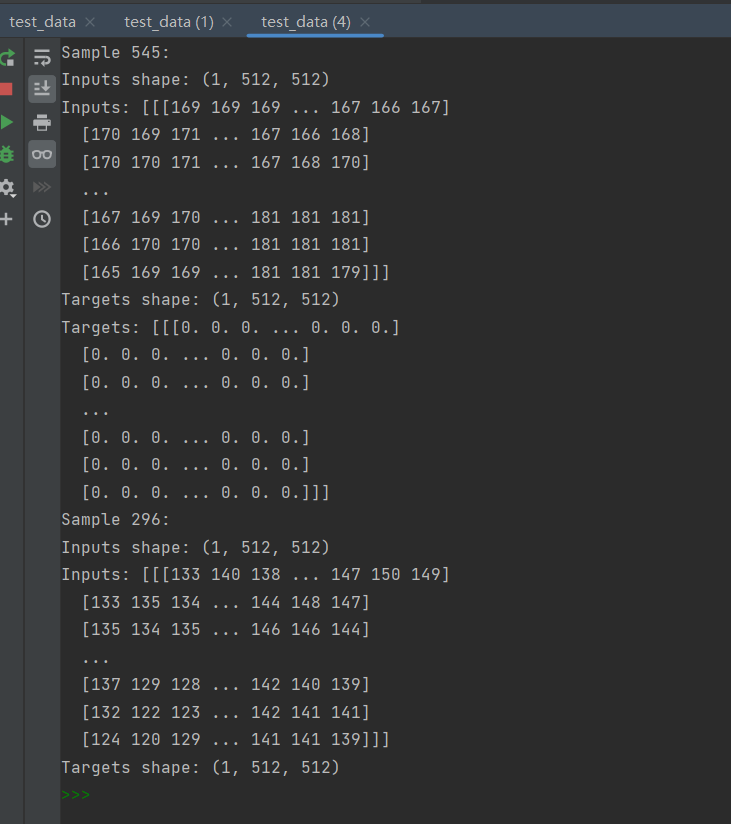 test_data test_data (1) test_data (4)
Sample 545:
Inputs shape: (1, 512, 512)
Inputs: [[[169 169 169 ... 167 166 167]
[170 169 171 ... 167 166 168]
[170 170 171 ... 167 168 170]
...
[167 169 170 ... 181 181 181]
[166 170 170 ... 181 181 181]
[165 169 169 ... 181 181 179]]]
Targets shape: (1, 512, 512)
Targets: [[[0. 0. 0. ... 0. 0. 0.]
[0. 0. 0. ... 0. 0. 0.]
[0. 0. 0. ... 0. 0. 0.]
...
[0. 0. 0. ... 0. 0. 0.]
[0. 0. 0. ... 0. 0. 0.]
[0. 0. 0. ... 0. 0. 0.]]]
Sample 296:
Inputs shape: (1, 512, 512)
Inputs: [[[133 140 138 ... 147 150 149]
[133 135 134 ... 144 148 147]
[135 134 135 ... 146 146 144]
...
[137 129 128 ... 142 140 139]
[132 122 123 ... 142 141 141]
[124 120 129 ... 141 141 139]]]
Targets shape: (1, 512, 512)
>>>